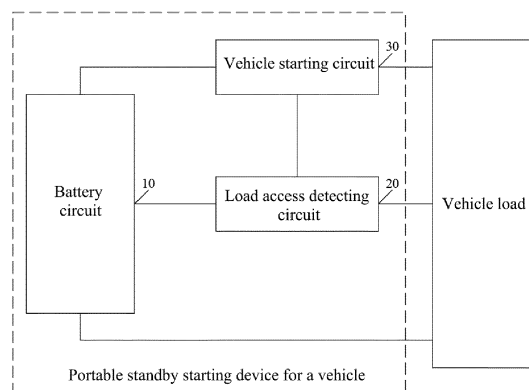 30
Vehicle starting circuit
Battery
circuit
10
Load access detecting
circuit
20
Vehicle load
Portable standby starting device for a vehicle